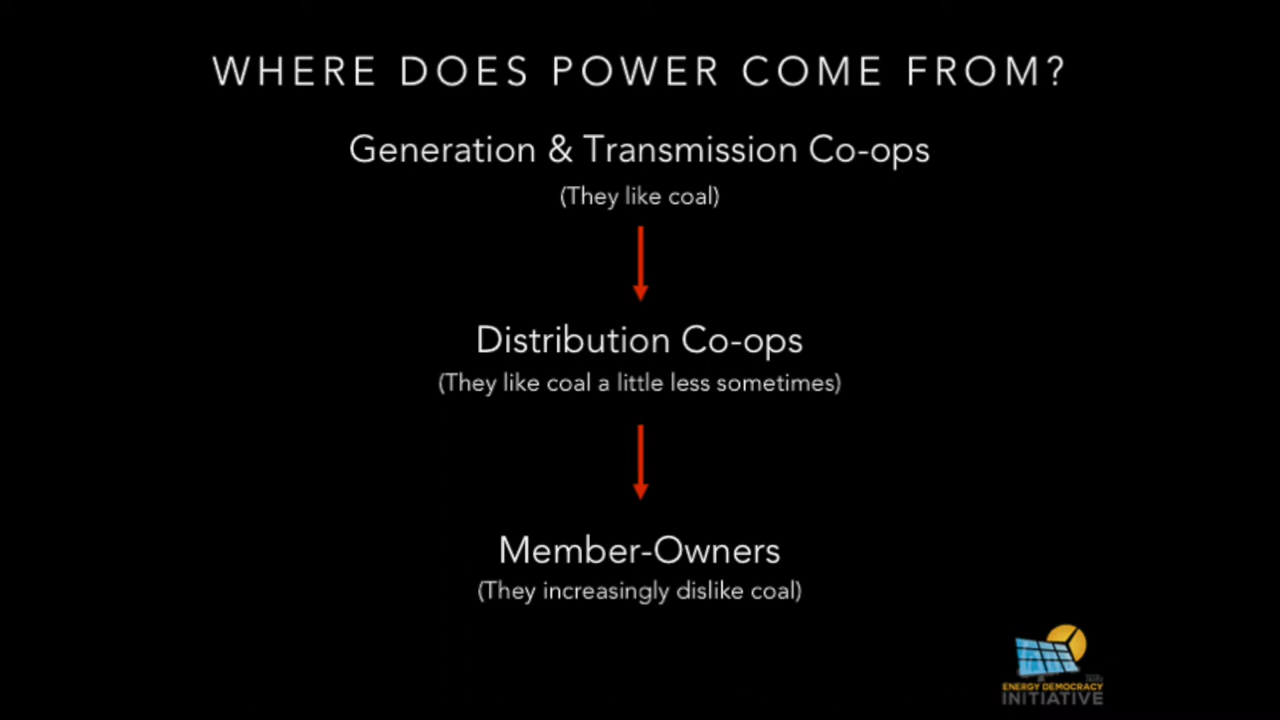 WHERE DOES POWER COME FROM?
Generation & Transmission Co-ops
(They like coal)
Distribution Co-ops
(They like coal a little less sometimes)
Member-Owners
(They increasingly dislike coal)
ENERGY DEMOCRACY
INITIATIVE